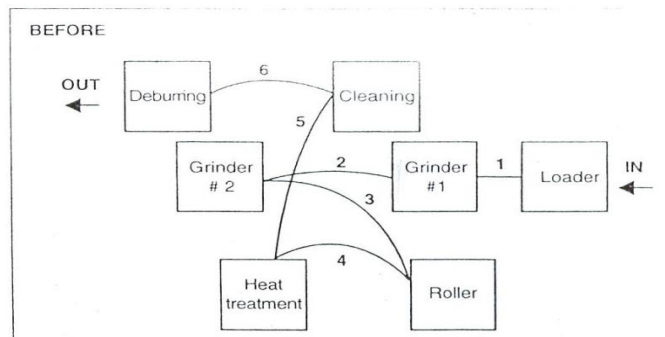 BEFORE
OUT
Deburring
6
Cleaning
5
Grinder
# 2
2
Grinder
#1
1
Loader
IN
3
Heat
treatment
4
Roller